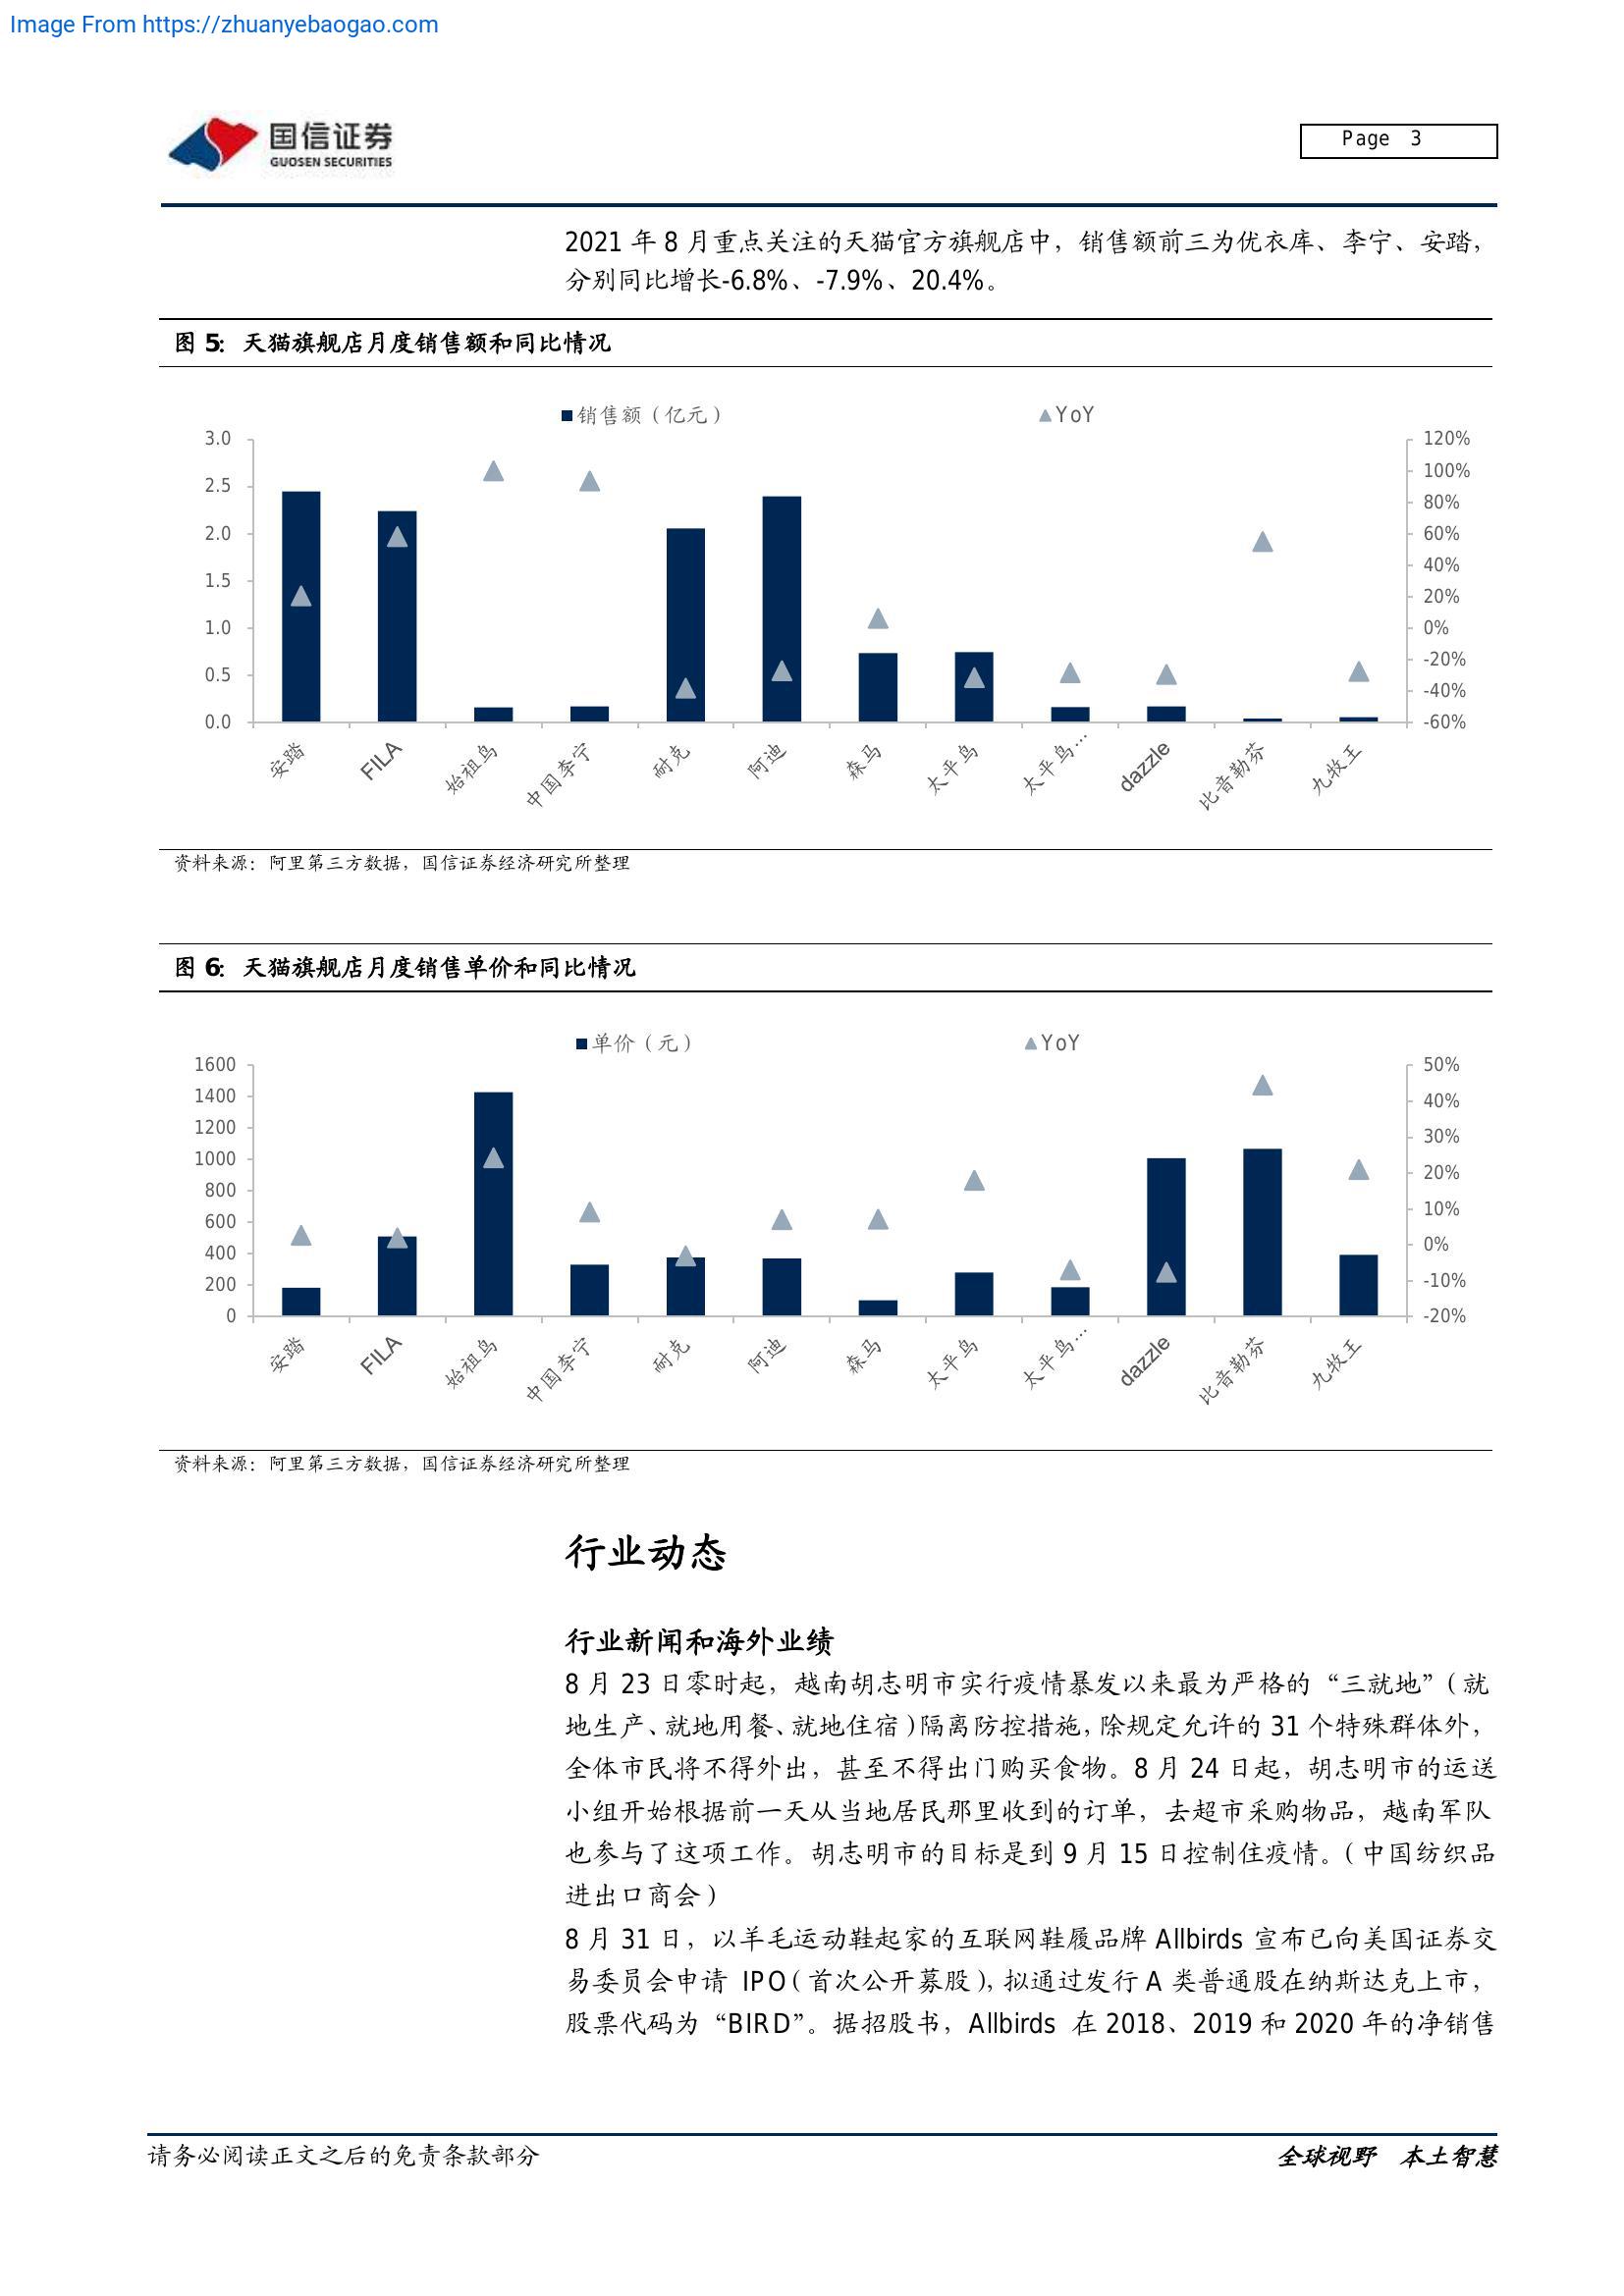 Image From https://zhuanyebaogao.com
国信证券
GUOSEN SECURITIES
Page 3
2021 年 8 月重点关注的天猫官方旗舰店中，销售额前三为优衣库、李宁、安踏，
分别同比增长-6.8%、-7.9%、20.4%。
图 5：天猫旗舰店月度销售额和同比情况
销售额（亿元） YoY
3.0 120%
2.5 100%
80%
2.0 60%
1.5 40%
20%
1.0 0%
0.5 -20%
-40%
0.0 -60%
安踏 FILA 始祖鸟 中国李宁 耐克 阿迪 森马 太平鸟 太平鸟… dazzle 比音勒芬 九牧王
资料来源：阿里第三方数据，国信证券经济研究所整理
图 6：天猫旗舰店月度销售单价和同比情况
单价（元） YoY
1600 50%
1400 40%
1200 30%
1000 20%
800
600 10%
400 0%
200 -10%
0 -20%
安踏 FILA 始祖鸟 中国李宁 耐克 阿迪 森马 太平鸟 太平鸟… dazzle 比音勒芬 九牧王
资料来源：阿里第三方数据，国信证券经济研究所整理
行业动态
行业新闻和海外业绩
8 月 23 日零时起，越南胡志明市实行疫情暴发以来最为严格的“三就地”（就
地生产、就地用餐、就地住宿）隔离防控措施，除规定允许的 31 个特殊群体外，
全体市民将不得外出，甚至不得出门购买食物。8 月 24 日起，胡志明市的运送
小组开始根据前一天从当地居民那里收到的订单，去超市采购物品，越南军队
也参与了这项工作。胡志明市的目标是到 9 月 15 日控制住疫情。（中国纺织品
进出口商会）
8 月 31 日，以羊毛运动鞋起家的互联网鞋履品牌 Allbirds 宣布已向美国证券交
易委员会申请 IPO（首次公开募股），拟通过发行 A 类普通股在纳斯达克上市，
股票代码为“BIRD”。据招股书，Allbirds 在 2018、2019 和 2020 年的净销售
请务必阅读正文之后的免责条款部分 全球视野 本土智慧